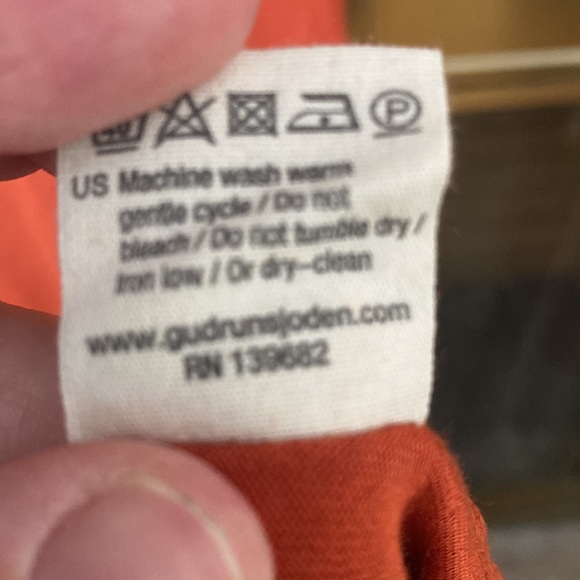 40
P
US Machine wash warm
gentle cycle / Do not
bleach / Do not tumble dry /
Iron low / Or dry-clean
www.gudrunsjoden.com
RN 139682